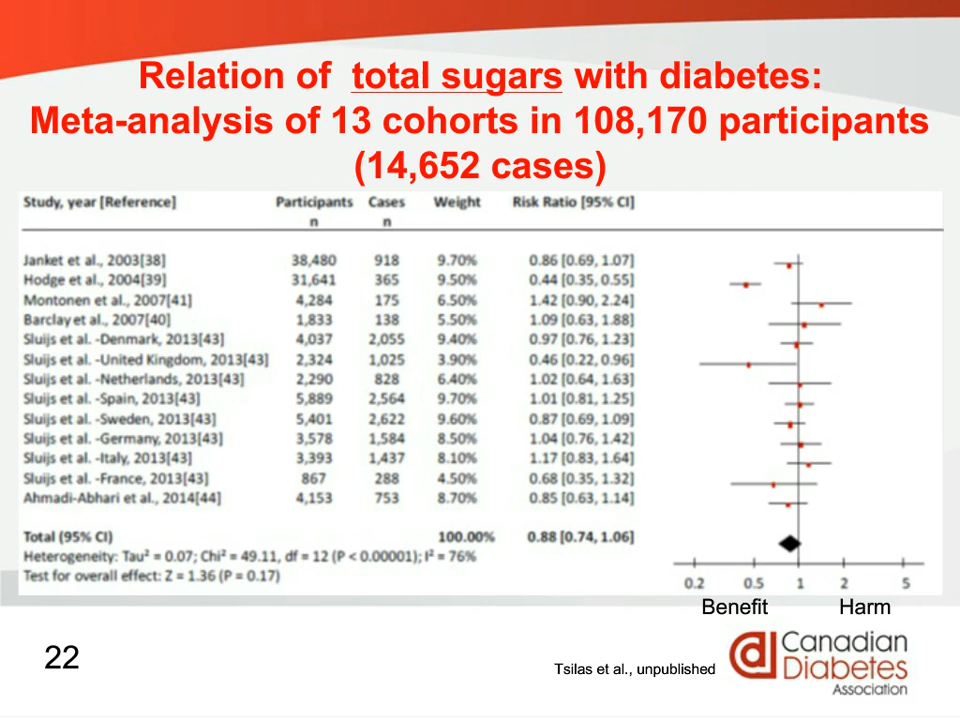 Relation of total sugars with diabetes:
Meta-analysis of 13 cohorts in 108,170 participants
(14,652 cases)
Study, year [Reference] Participants Cases Weight Risk Ratio [95% CI]
n n
Janket et al., 2003[38] 38,480 918 9.70% 0.86 [0.69, 1.07]
Hodge et al., 2004[39] 31,641 365 9.50% 0.44 [0.35, 0.55]
Montonen et al., 2007[41] 4,284 175 6.50% 1.42 [0.90, 2.24]
Barclay et al., 2007[40] 1,833 138 5.50% 1.09 [0.63, 1.88]
Sluijs et al. -Denmark, 2013[43] 4,037 2,055 9.40% 0.97 [0.76, 1.23]
Sluijs et al. -United Kingdom, 2013[43] 2,324 1,025 3.90% 0.46 [0.22, 0.96]
Sluijs et al. -Netherlands, 2013[43] 2,290 828 6.40% 1.02 [0.64, 1.63]
Sluijs et al. -Spain, 2013[43] 5,889 2,564 9.70% 1.01 [0.81, 1.25]
Sluijs et al. -Sweden, 2013[43] 5,401 2,622 9.60% 0.87 [0.69, 1.09]
Sluijs et al. -Germany, 2013[43] 3,578 1,584 8.50% 1.04 [0.76, 1.42]
Sluijs et al. -Italy, 2013[43] 3,393 1,437 8.10% 1.17 [0.83, 1.64]
Sluijs et al. -France, 2013[43] 867 288 4.50% 0.68 [0.35, 1.32]
Ahmadi-Abhari et al., 2014[44] 4,153 753 8.70% 0.85 [0.63, 1.14]
Total (95% CI) 100.00% 0.88 [0.74, 1.06]
Heterogeneity: Tau² = 0.07; Chi² = 49.11, df = 12 (P < 0.00001); I² = 76%
Test for overall effect: Z = 1.36 (P = 0.17)
0.2 0.5 1 2 5
Benefit Harm
22
Tsilas et al., unpublished
Canadian
Diabetes
Association